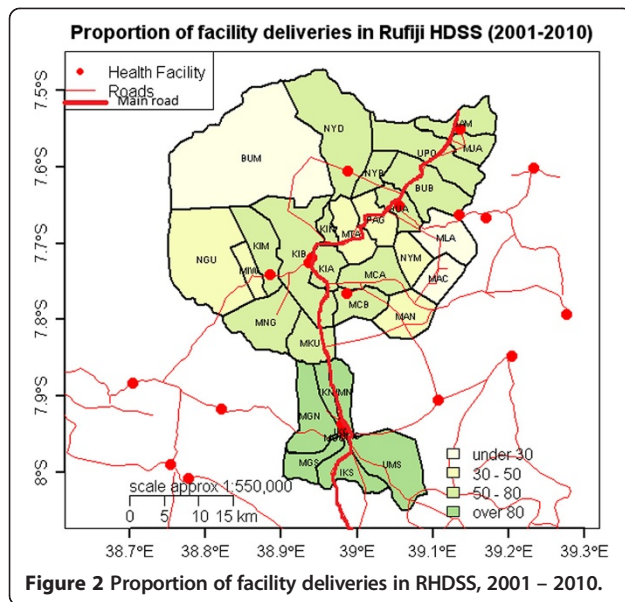 Proportion of facility deliveries in Rufiji HDSS (2001-2010)
Health Facility
Roads
Main road
7.5°S
7.6°S
7.7°S
7.8°S
7.9°S
8°S
BUM
NYD
UPO
MJA
NYB
BUB
PAG
MTA
MLA
KIM
KIB
NGU
NYM
KIA
MCA
MAC
MCB
MAN
MNG
MKU
MGN
MGS
IKS
UMS
under 30
30 - 50
50 - 80
over 80
scale approx 1:550,000
0 5 10 15 km
38.7°E 38.8°E 38.9°E 39°E 39.1°E 39.2°E 39.3°E
Figure 2 Proportion of facility deliveries in RHDSS, 2001 – 2010.